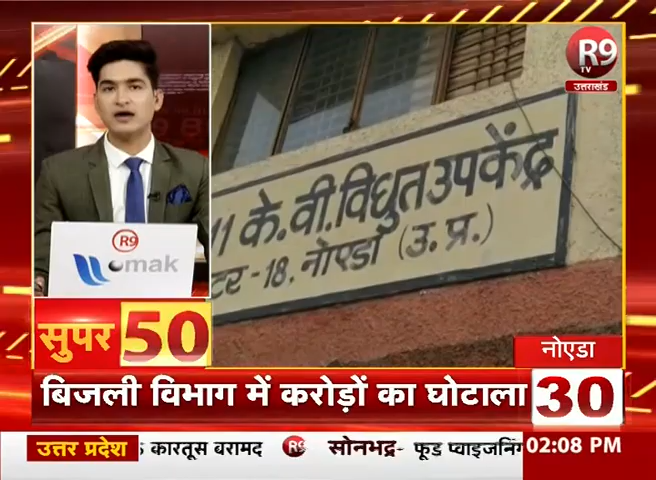 R9
TV
उत्तराखंड
11 के.वी.विधुत उपकेंद्र
टर-18, नोएडा (उ.प्र.)
R9
omak
सुपर 50
नोएडा
बिजली विभाग में करोड़ों का घोटाला 30
उत्तर प्रदेश कारतूस बरामद R9 सोनभद्र- फूड प्वाइजनिंग 02:08 PM